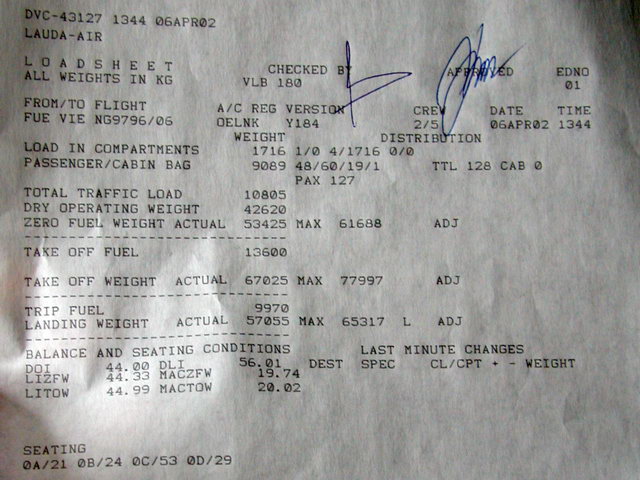 DVC-43127 1344 06APR02
LAUDA-AIR
L O A D S H E E T CHECKED BY APPROVED EDNO
ALL WEIGHTS IN KG VLB 180 01
FROM/TO FLIGHT A/C REG VERSION CREW DATE TIME
FUE VIE NG9796/06 OELNK Y184 2/5 06APR02 1344
WEIGHT DISTRIBUTION
LOAD IN COMPARTMENTS 1716 1/0 4/1716 0/0
PASSENGER/CABIN BAG 9089 48/60/19/1 TTL 128 CAB 0
PAX 127
TOTAL TRAFFIC LOAD 10805
DRY OPERATING WEIGHT 42620
ZERO FUEL WEIGHT ACTUAL 53425 MAX 61688 ADJ
------------------------------
TAKE OFF FUEL 13600
TAKE OFF WEIGHT ACTUAL 67025 MAX 77997 ADJ
------------------------------
TRIP FUEL 9970
LANDING WEIGHT ACTUAL 57055 MAX 65317 L ADJ
------------------------------
BALANCE AND SEATING CONDITIONS LAST MINUTE CHANGES
DOI 44.00 DLI 56.01 DEST SPEC CL/CPT + - WEIGHT
LIZFW 44.33 MACZFW 19.74
LITOW 44.99 MACTOW 20.02
SEATING
0A/21 0B/24 0C/53 0D/29